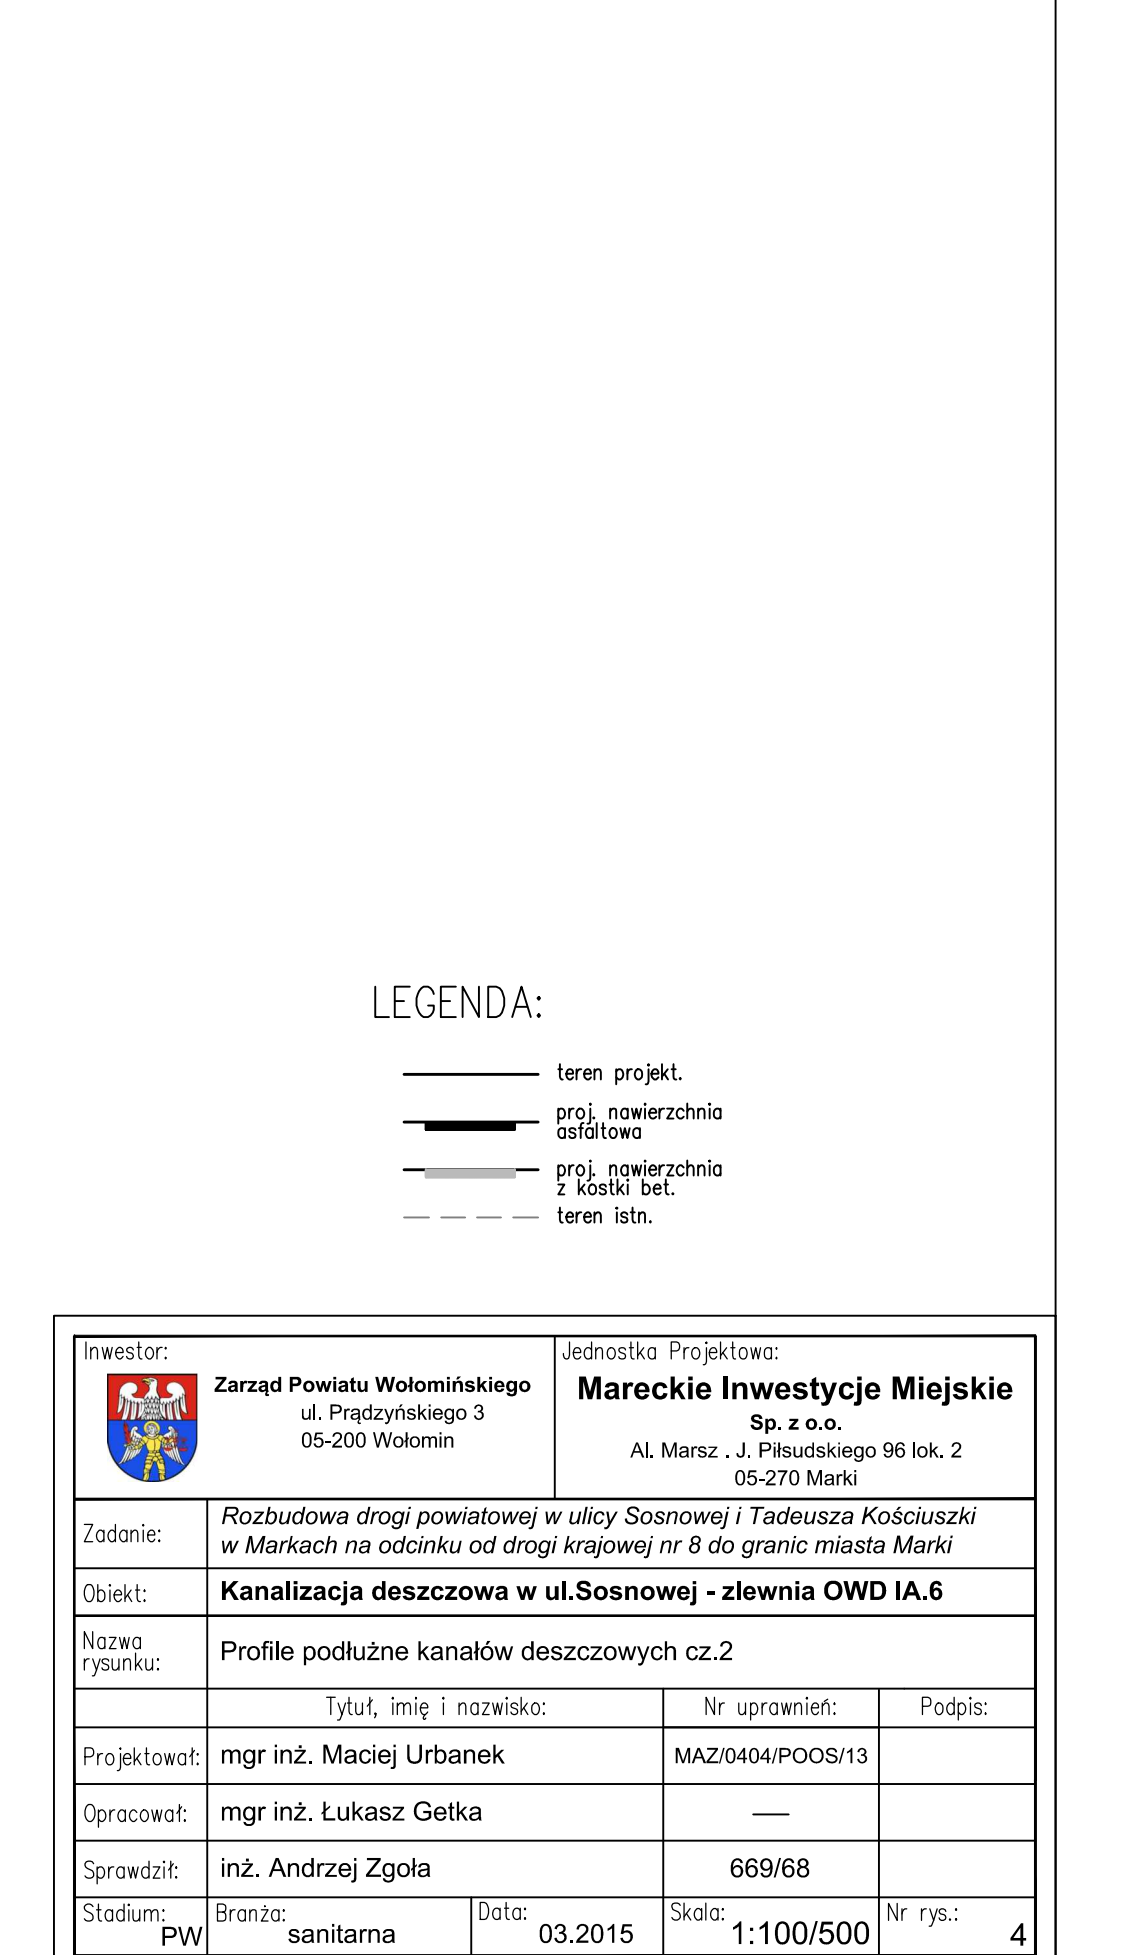 LEGENDA:
teren projekt.
proj. nawierzchnia
asfaltowa
proj. nawierzchnia
z kostki bet.
teren istn.
Inwestor:
Zarząd Powiatu Wołomińskiego
ul. Prądzyńskiego 3
05-200 Wołomin
Jednostka Projektowa:
Mareckie Inwestycje Miejskie
Sp. z o.o.
Al. Marsz . J. Piłsudskiego 96 lok. 2
05-270 Marki
Zadanie:
Rozbudowa drogi powiatowej w ulicy Sosnowej i Tadeusza Kościuszki
w Markach na odcinku od drogi krajowej nr 8 do granic miasta Marki
Obiekt:
Kanalizacja deszczowa w ul.Sosnowej - zlewnia OWD IA.6
Nazwa
rysunku:
Profile podłużne kanałów deszczowych cz.2
Tytuł, imię i nazwisko:
Nr uprawnień:
Podpis:
Projektował:
mgr inż. Maciej Urbanek
MAZ/0404/POOS/13
Opracował:
mgr inż. Łukasz Getka
—
Sprawdził:
inż. Andrzej Zgoła
669/68
Stadium:
PW
Branża:
sanitarna
Data:
03.2015
Skala:
1:100/500
Nr rys.:
4